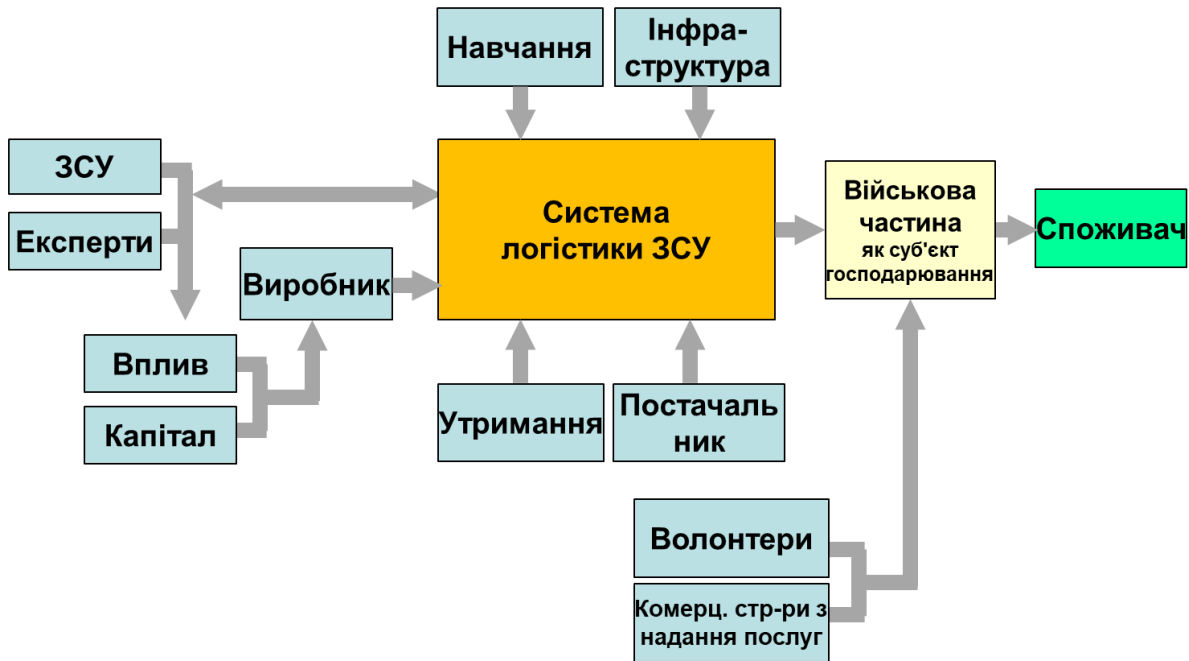 Навчання
Інфра-
структура
ЗСУ
Експерти
Система
логістики ЗСУ
Військова
частина
як суб'єкт
господарювання
Споживач
Виробник
Вплив
Капітал
Утримання
Постачаль
ник
Волонтери
Комерц. стр-ри з
надання послуг